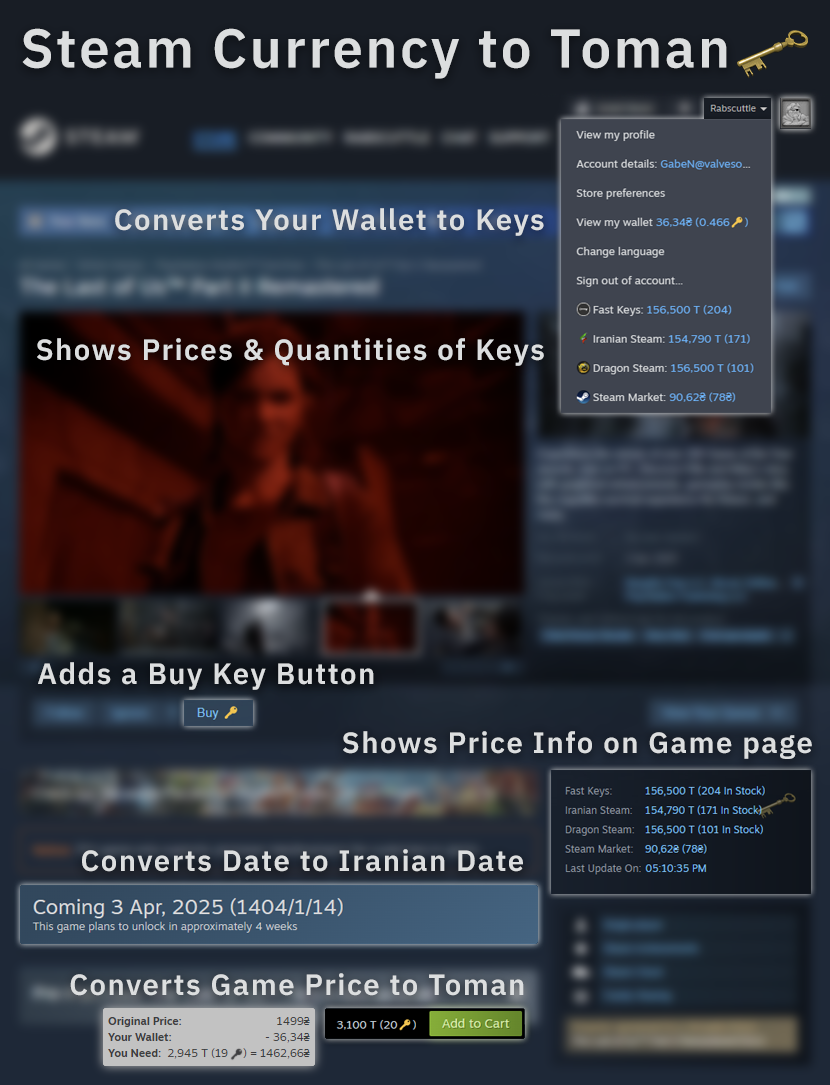 Steam Currency to Toman
Rabscuttle
View my profile
Account details: GabeN@valveso...
Store preferences
Converts Your Wallet to Keys
View my wallet 36,34₴ (0.466🔑)
Change language
Sign out of account...
The Last of Us™ Part II Remastered
Fast Keys: 156,500 T (204)
Shows Prices & Quantities of Keys
Iranian Steam: 154,790 T (171)
Dragon Steam: 156,500 T (101)
Steam Market: 90,62₴ (78₴)
Adds a Buy Key Button
Buy 🔑
Shows Price Info on Game page
Fast Keys: 156,500 T (204 In Stock)
Iranian Steam: 154,790 T (171 In Stock)
Dragon Steam: 156,500 T (101 In Stock)
Steam Market: 90,62₴ (78₴)
Last Update On: 05:10:35 PM
Converts Date to Iranian Date
Coming 3 Apr, 2025 (1404/1/14)
This game plans to unlock in approximately 4 weeks
Converts Game Price to Toman
Original Price: 1499₴
Your Wallet: - 36,34₴
You Need: 2,945 T (19 🔑) = 1462,66₴
3,100 T (20🔑)
Add to Cart